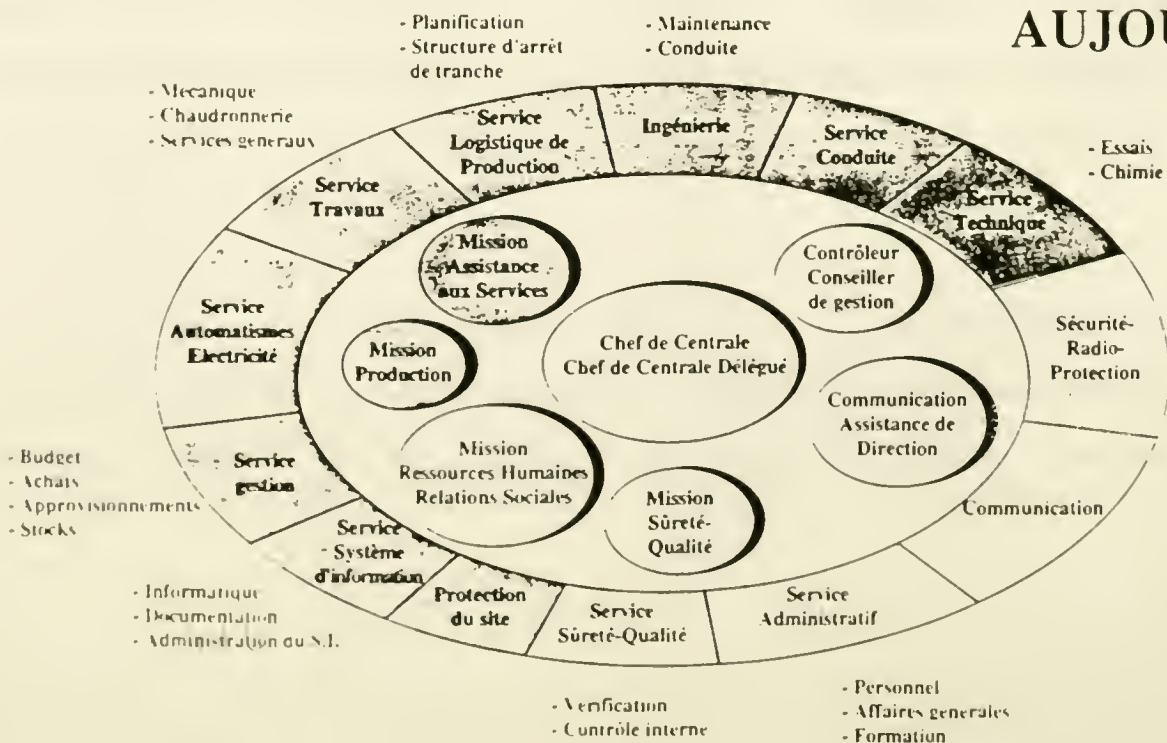 AUJOU
- Planification
- Structure d'arrêt
de tranche
- Maintenance
- Conduite
- Mécanique
- Chaudronnerie
- Services generaux
- Essais
- Chimie
Service
Logistique de
Production
Ingénierie
Service
Conduite
Service
Technique
Service
Travaux
Mission
Assistance
aux Services
Contrôleur
Conseiller
de gestion
Service
Automatismes
Electricité
Mission
Production
Chef de Centrale
Chef de Centrale Délégué
Sécurité-
Radio-
Protection
Communication
Assistance de
Direction
Mission
Ressources Humaines
Relations Sociales
Mission
Sûreté-
Qualité
- Budget
- Achats
- Approvisionnements
- Stocks
Service
gestion
Communication
Service
Système
d'information
Protection
du site
Service
Sûreté-Qualité
Service
Administratif
- Informatique
- Documentation
- Administration du S.I.
- Verification
- Contrôle interne
- Personnel
- Affaires generales
- Formation